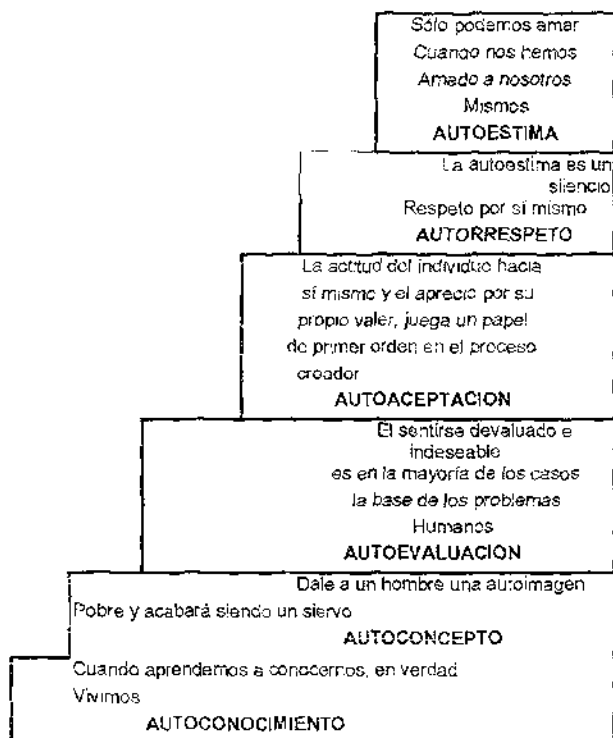 Sólo podemos amar
Cuando nos hemos
Amado a nosotros
Mismos
AUTOESTIMA
La autoestima es un
silencio
Respeto por sí mismo
AUTORRESPETO
La actitud del individuo hacia
sí mismo y el aprecio por su
propio valer, juega un papel
de primer orden en el proceso
creador
AUTOACEPTACION
El sentirse devaluado e
indeseable
es en la mayoría de los casos
la base de los problemas
Humanos
AUTOEVALUACION
Dale a un hombre una autoimagen
Pobre y acabará siendo un siervo
AUTOCONCEPTO
Cuando aprendemos a conocernos, en verdad
Vivimos
AUTOCONOCIMIENTO